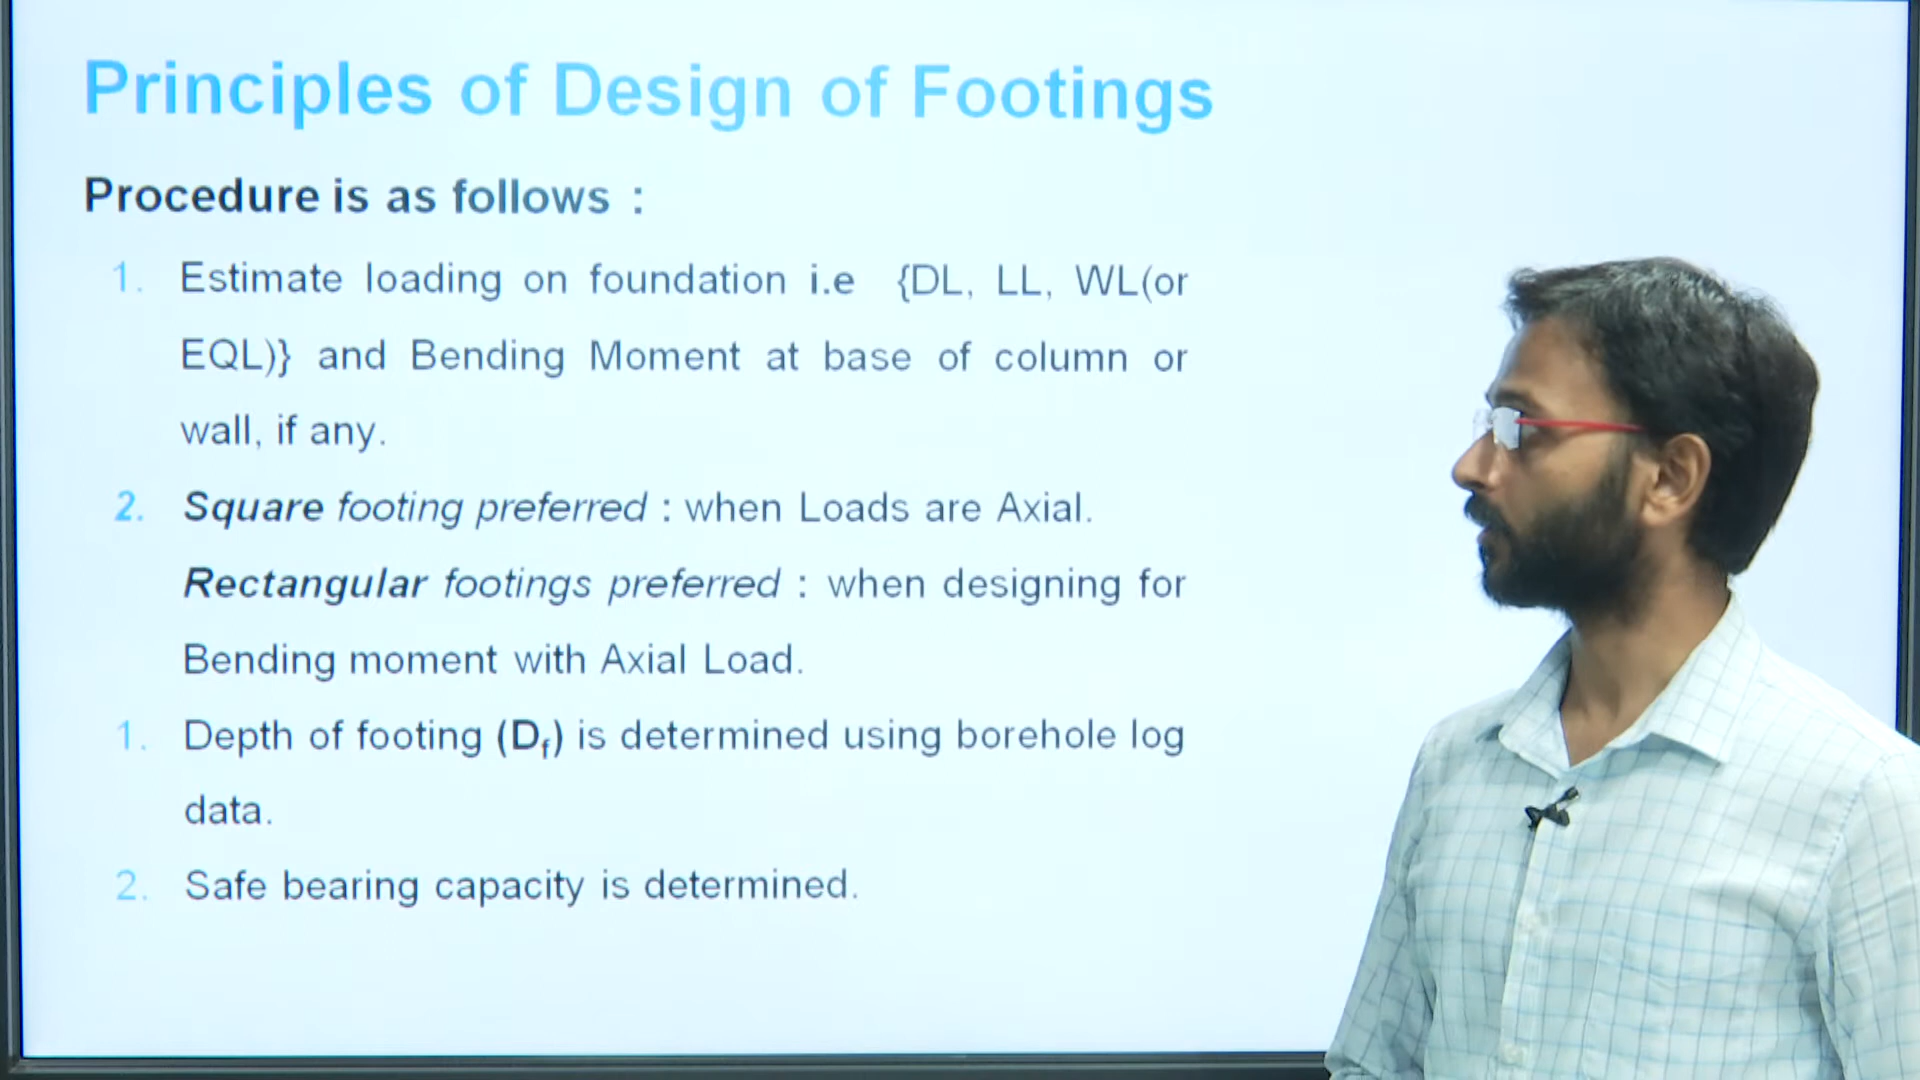 Principles of Design of Footings
Procedure is as follows :
1. Estimate loading on foundation i.e {DL, LL, WL(or
EQL)} and Bending Moment at base of column or
wall, if any.
2. Square footing preferred : when Loads are Axial.
Rectangular footings preferred : when designing for
Bending moment with Axial Load.
1. Depth of footing (Df) is determined using borehole log
data.
2. Safe bearing capacity is determined.